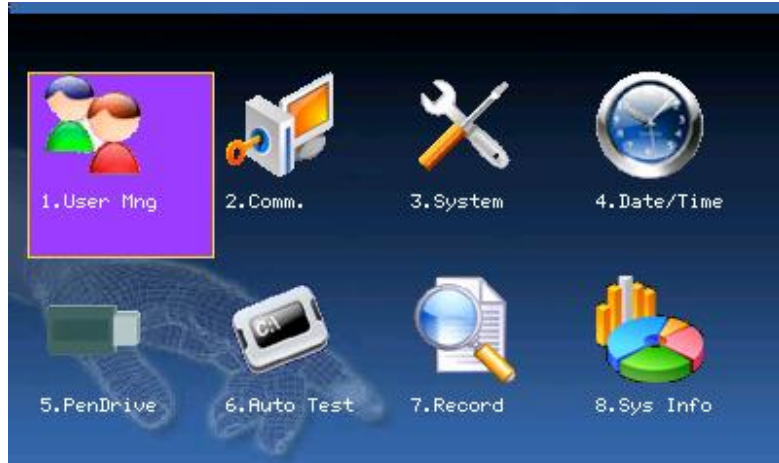 1.User Mng
2.Comm.
3.System
4.Date/Time
C:\
5.PenDrive
6.Auto Test
7.Record
8.Sys Info